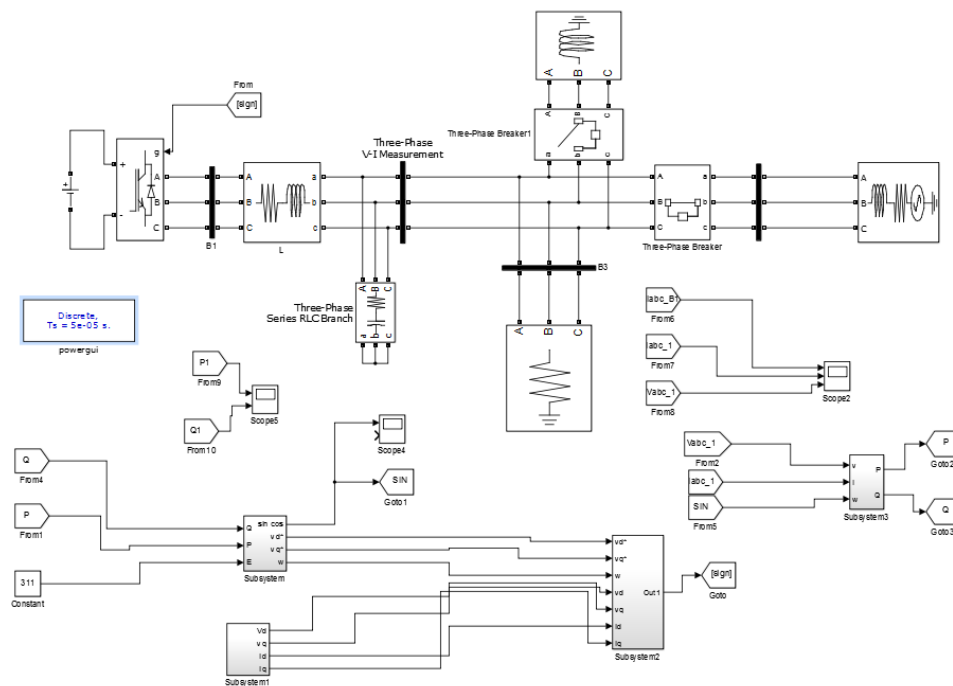 A B C
From
[sign]
Three-Phase Breaker1
A B C
a b c
Three-Phase
V-I Measurement
g
+
-
A
B
C
B1
A
B
C
a
b
c
L
A
B
C
a
b
c
Three-Phase Breaker
A
B
C
+
B3
A B C
a b c
Three-Phase
Series RLC Branch
A B C
Discrete,
Ts = 5e-05 s.
powergui
Iabc_B1
From6
Iabc_1
From7
Vabc_1
From8
Scope2
P1
From9
Q1
From10
Scope5
Scope4
SIN
Goto1
Q
From4
P
From1
311
Constant
Q
P
E
sin cos
vd*
vq*
w
Subsystem
Vd
vq
Id
Iq
Subsystem1
vd*
vq*
w
vd
vq
Id
Iq
Out1
Subsystem2
[sign]
Goto
Vabc_1
From2
Iabc_1
SIN
From5
v
I
w
P
Q
Subsystem3
P
Goto2
Q
Goto3